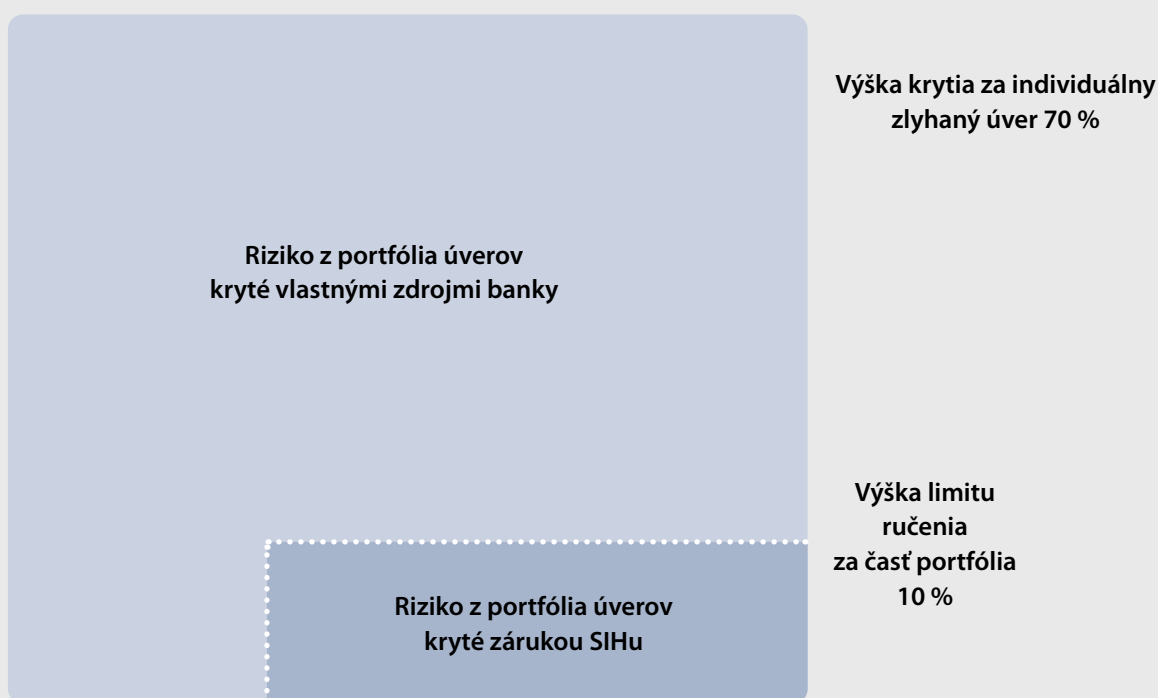 Výška krytia za individuálny
zlyhaný úver 70 %
Riziko z portfólia úverov
kryté vlastnými zdrojmi banky
Výška limitu
ručenia
za časť portfólia
10 %
Riziko z portfólia úverov
kryté zárukou SIHu